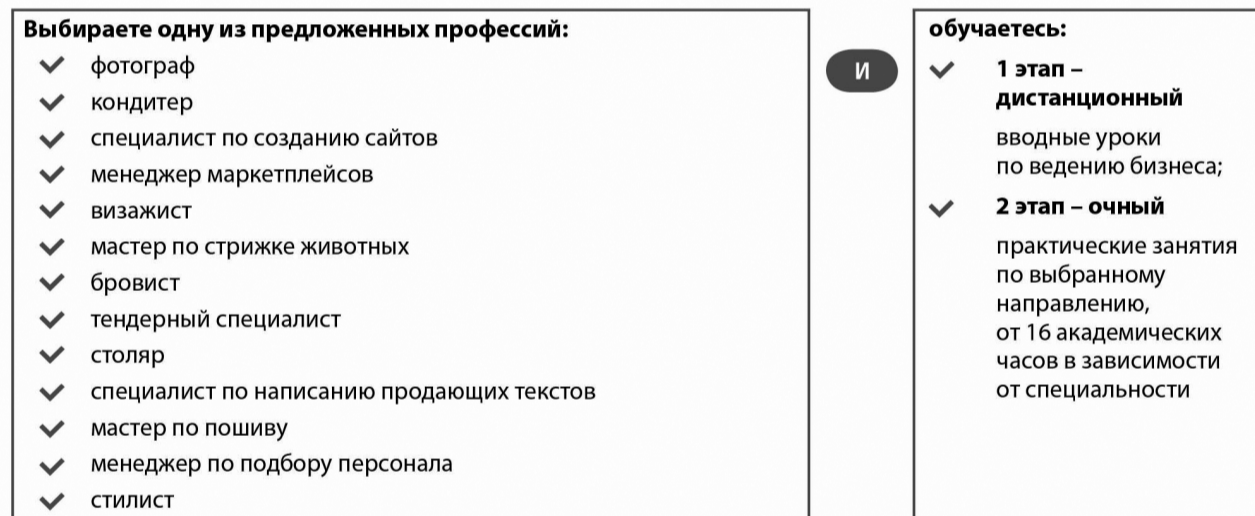 Выбираете одну из предложенных профессий:
фотограф
кондитер
специалист по созданию сайтов
менеджер маркетплейсов
визажист
мастер по стрижке животных
бровист
тендерный специалист
столяр
специалист по написанию продающих текстов
мастер по пошиву
менеджер по подбору персонала
стилист
И
обучаетесь:
1 этап –
дистанционный
вводные уроки
по ведению бизнеса;
2 этап – очный
практические занятия
по выбранному
направлению,
от 16 академических
часов в зависимости
от специальности